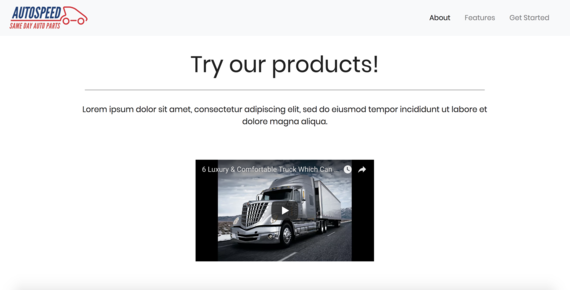 AUTOSPEED
SAME DAY AUTO PARTS
About Features Get Started
Try our products!
Lorem ipsum dolor sit amet, consectetur adipiscing elit, sed do eiusmod tempor incididunt ut labore et
dolore magna aliqua.
6 Luxury & Comfortable Truck Which Can ...